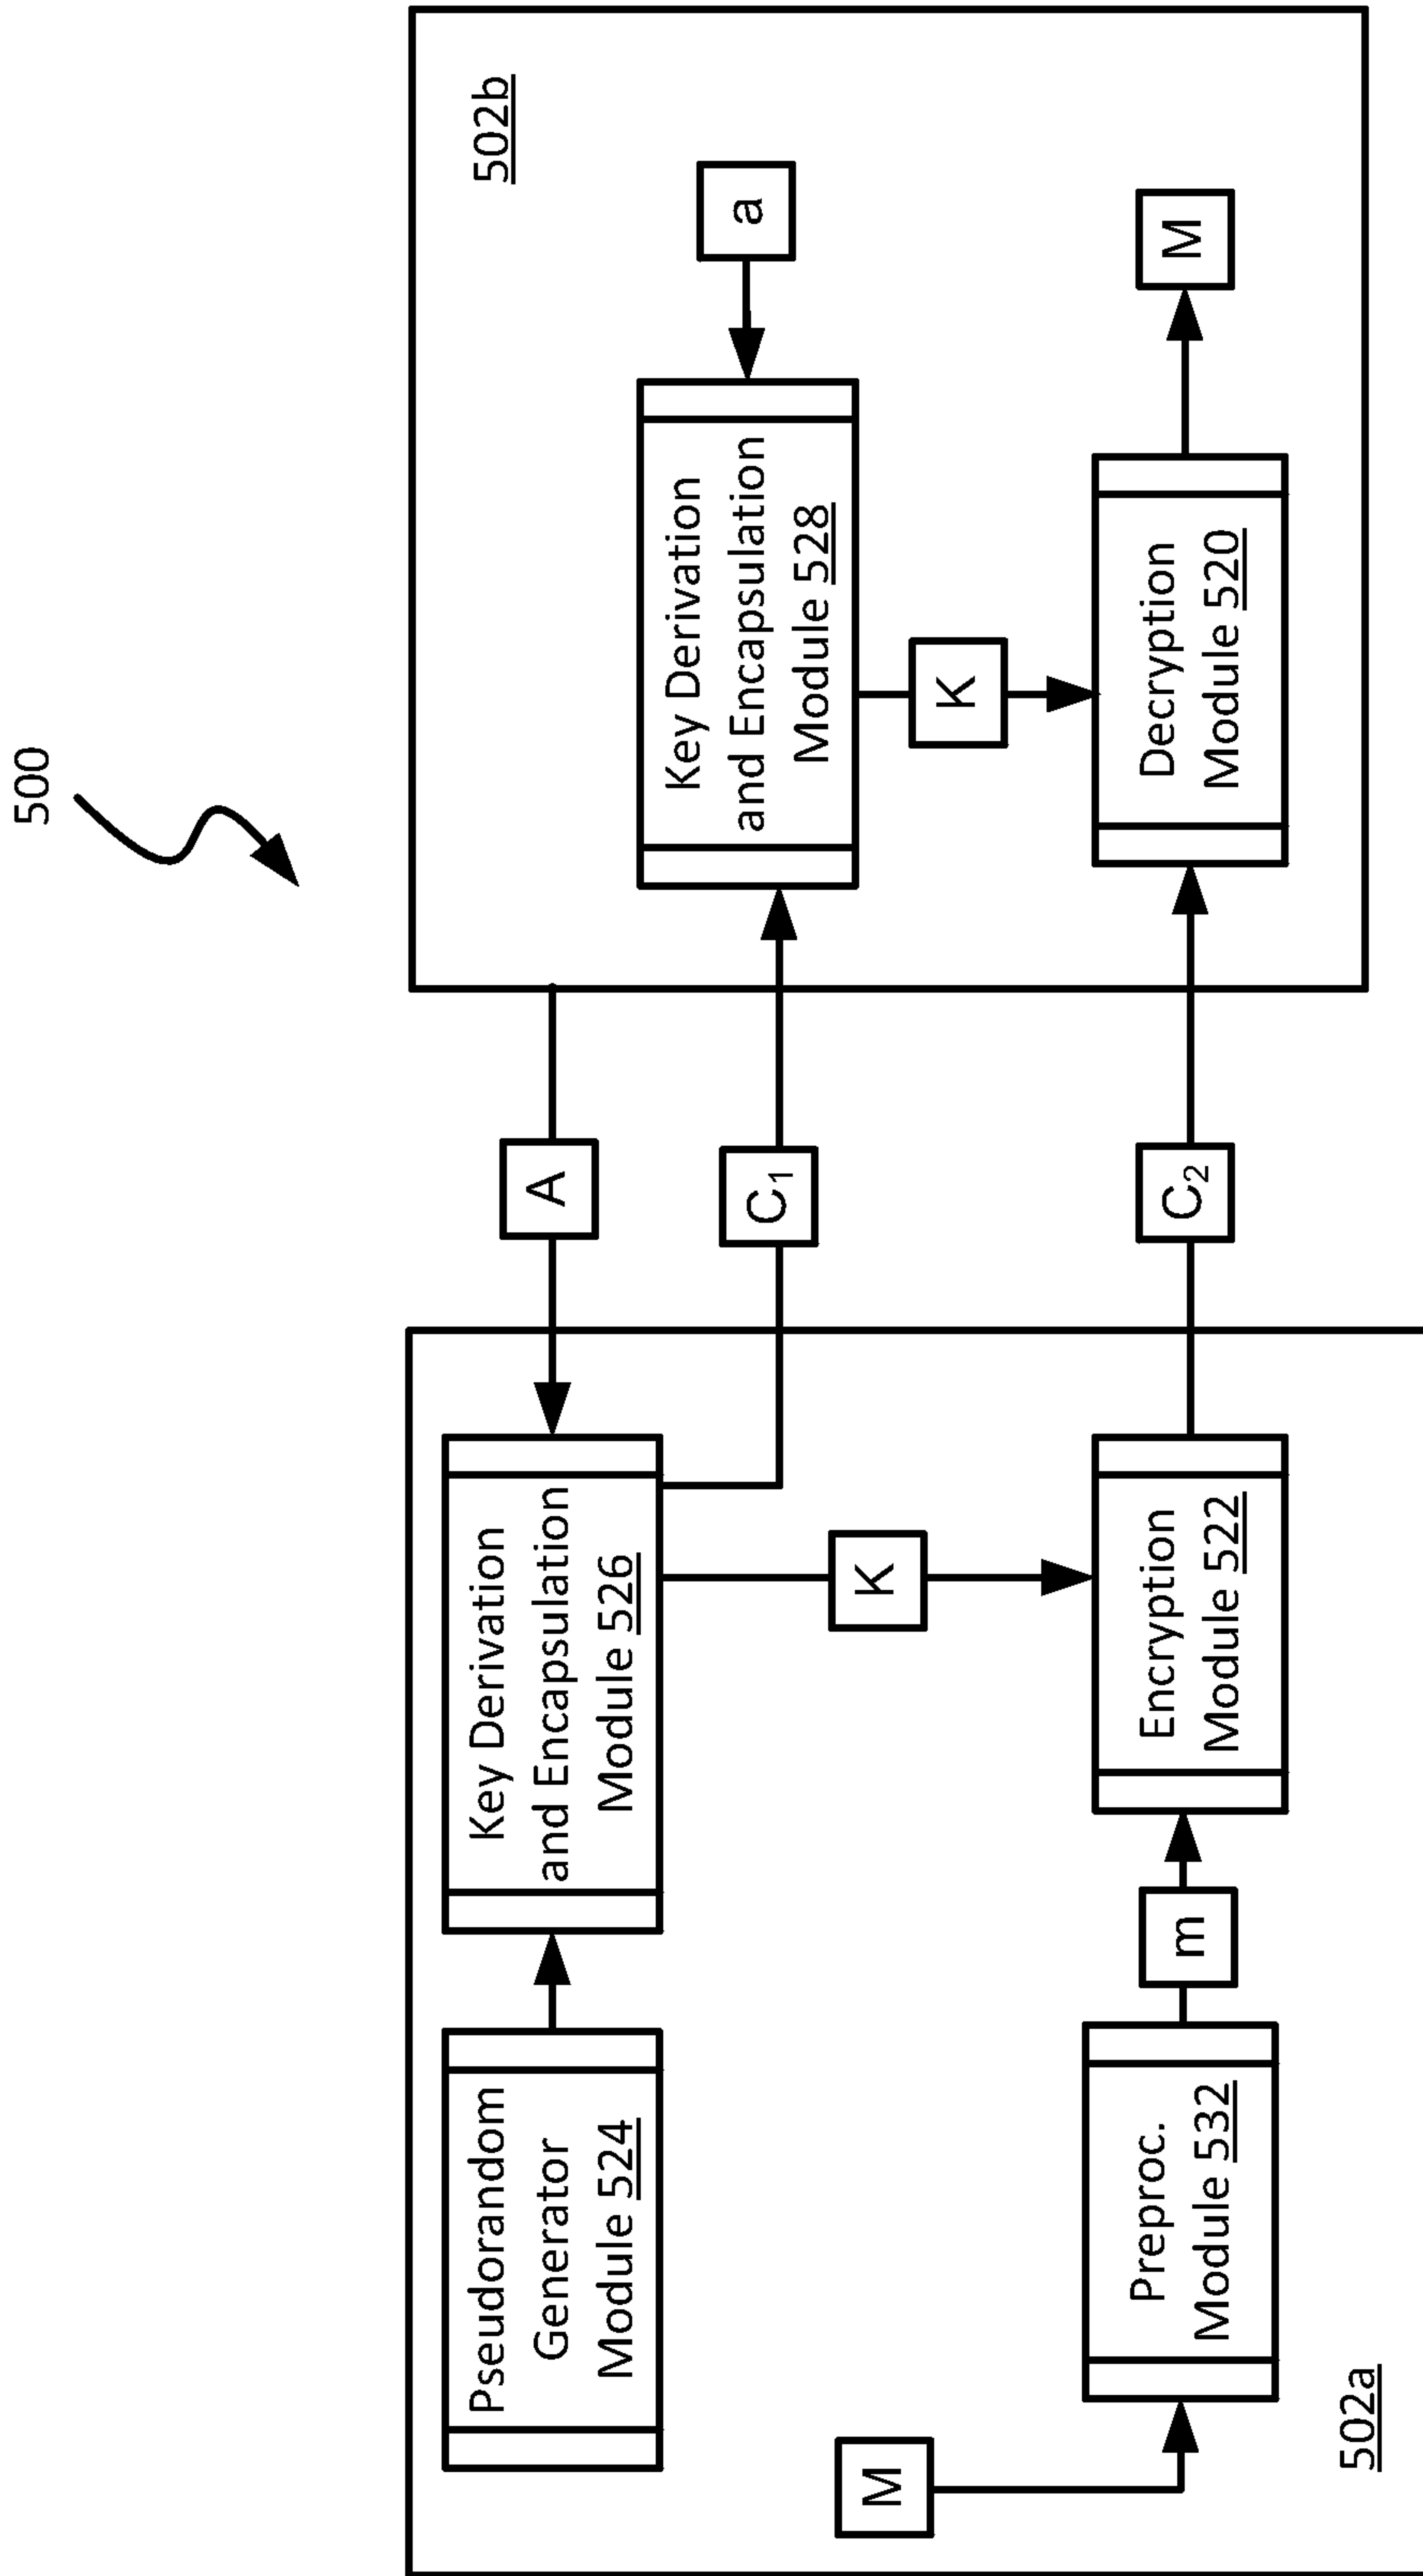 500
502b
a
Key Derivation
and Encapsulation
Module 528
K
Decryption
Module 520
M
A
C₁
C₂
Pseudorandom
Generator
Module 524
Key Derivation
and Encapsulation
Module 526
K
M
Preproc.
Module 532
m
Encryption
Module 522
502a